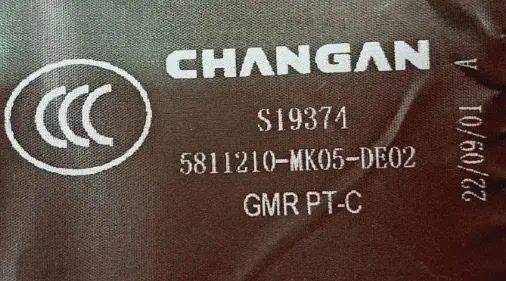 CCC
CHANGAN
S19374
5811210-MK05-DE02
GMR PT-C
22/09/01 A